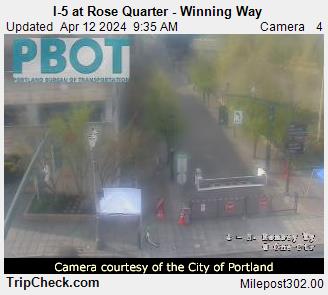 I-5 at Rose Quarter - Winning Way
Updated Apr 12 2024 9:35 AM Camera 4
PBOT
PORTLAND BUREAU OF TRANSPORTATION
Camera courtesy of the City of Portland
TripCheck.com Milepost302.00